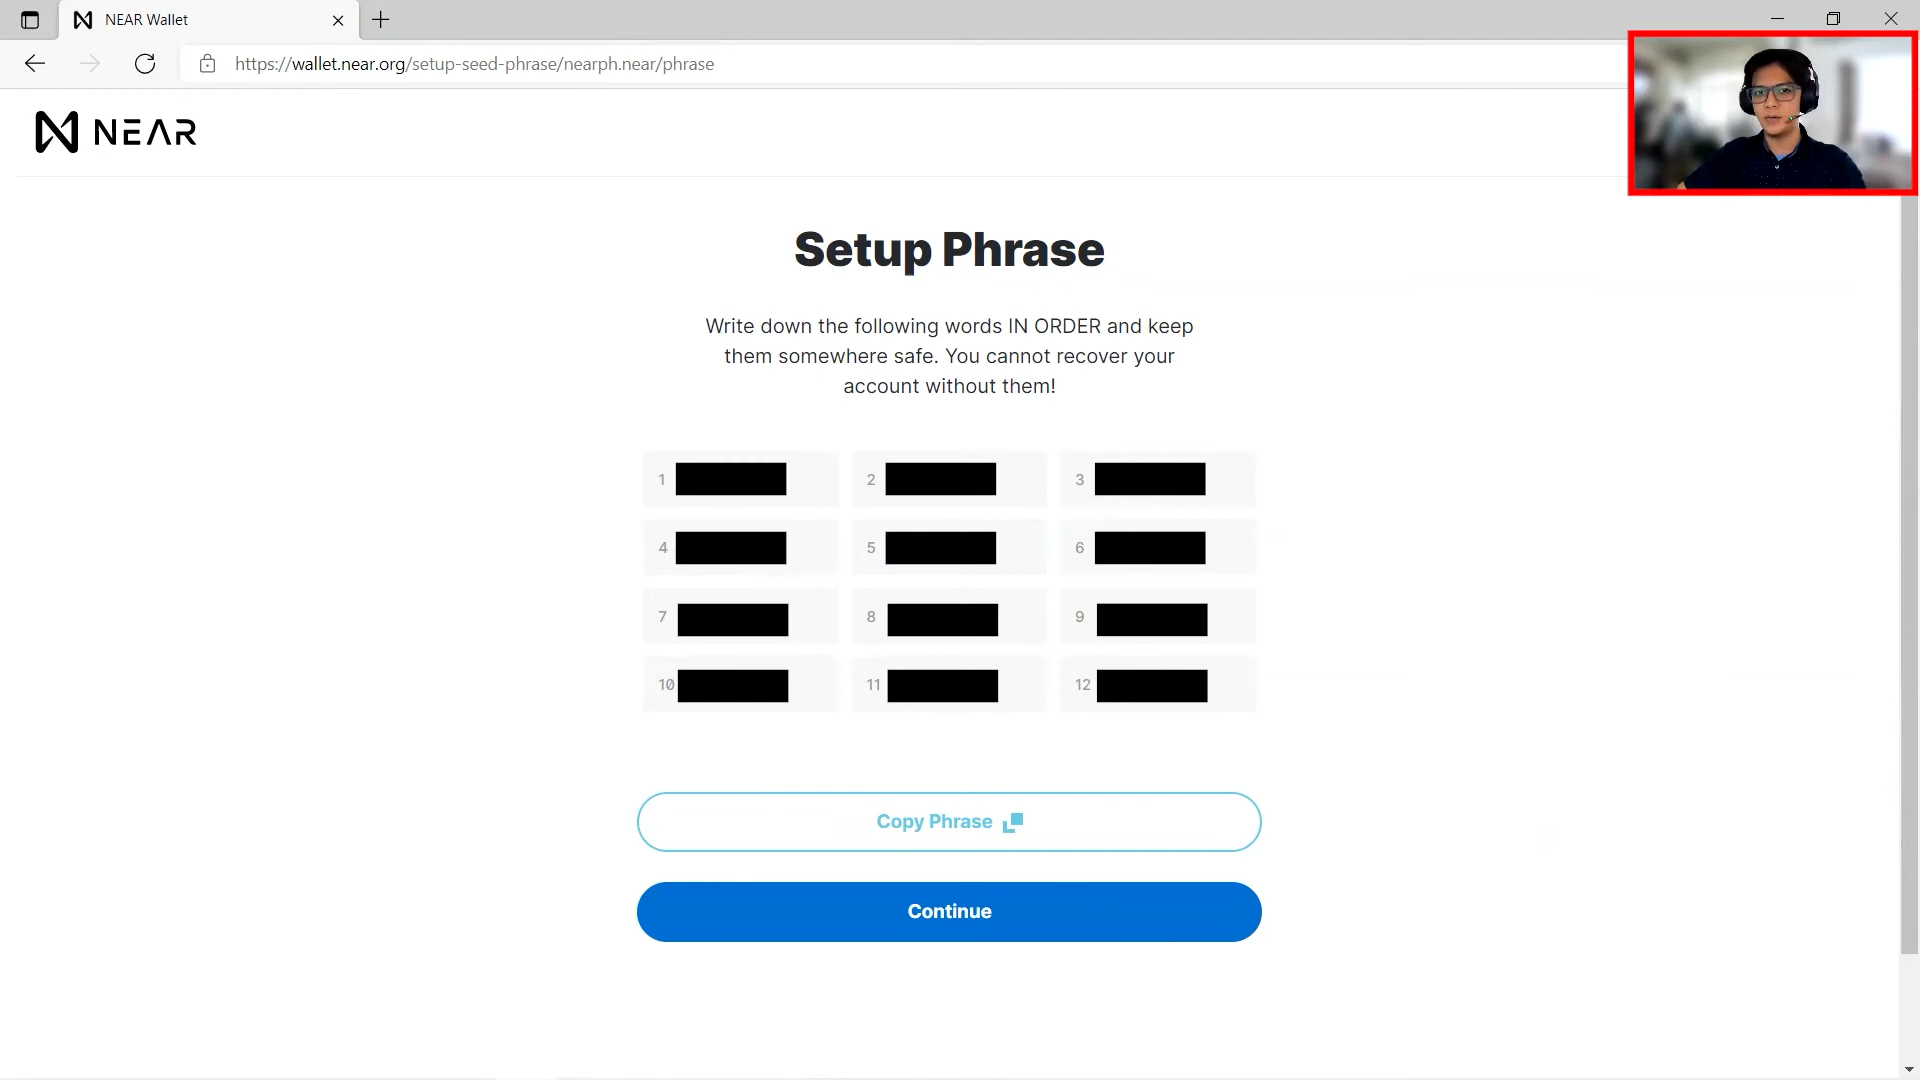 NEAR Wallet
https://wallet.near.org/setup-seed-phrase/nearph.near/phrase
NEAR
Setup Phrase
Write down the following words IN ORDER and keep
them somewhere safe. You cannot recover your
account without them!
1 2 3
4 5 6
7 8 9
10 11 12
Copy Phrase
Continue